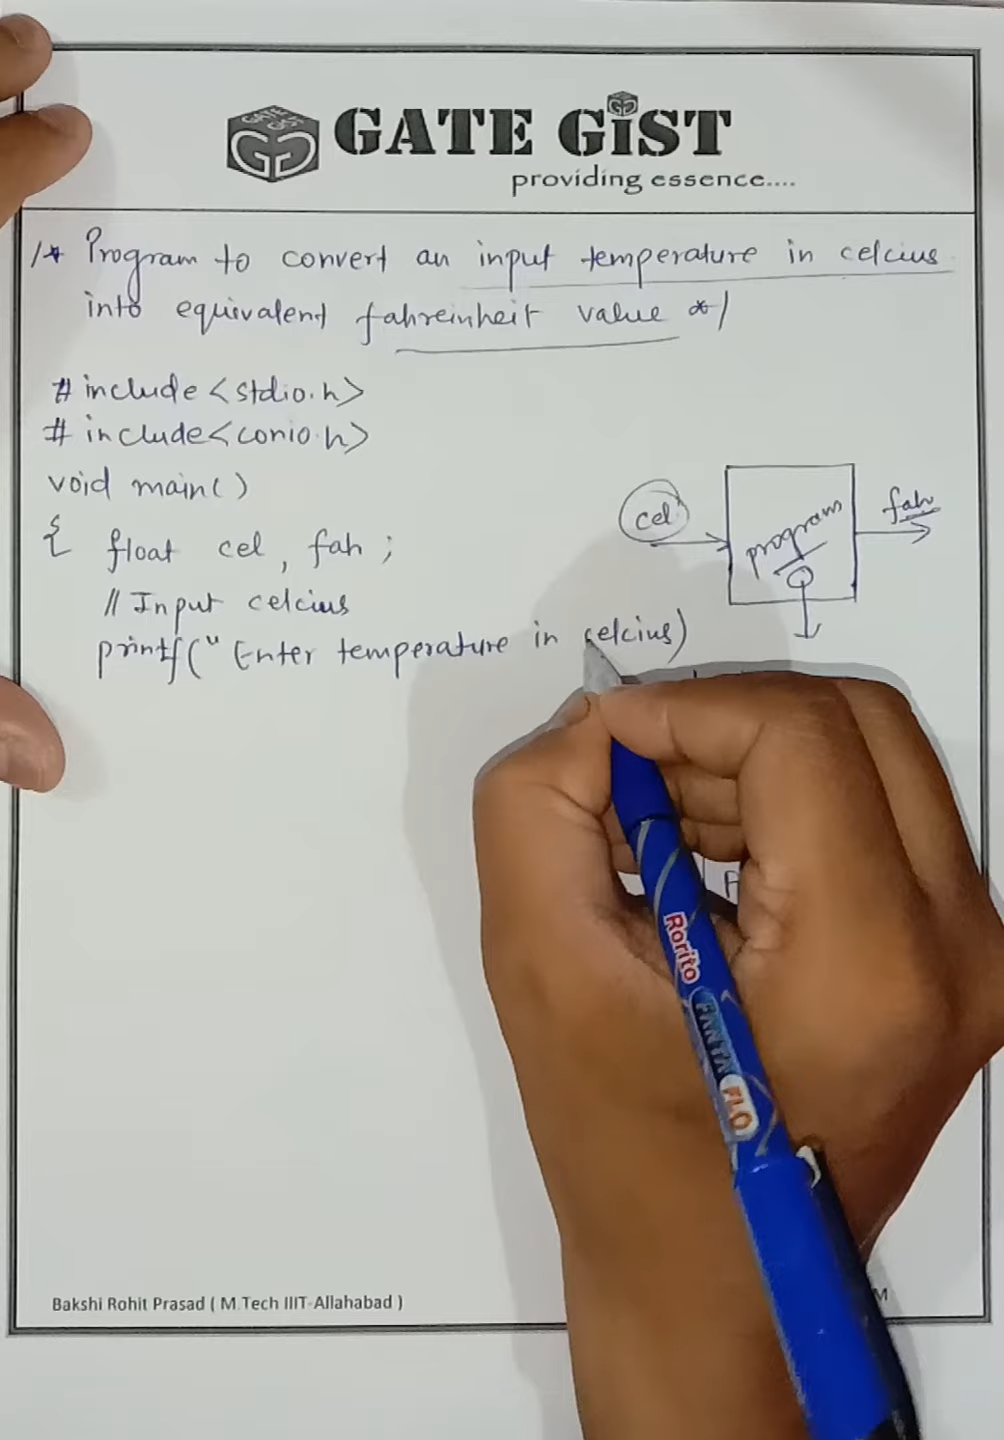 GATE GiST
providing essence....
/* Program to convert an input temperature in celcius
into equivalent fahreinheit value */
# include <stdio.h>
# include <conio.h>
void main()
{ float cel, fah ;
// Input celcius
printf(" Enter temperature in celcius)
cel
program
fah
Rorito
FANTA FLO
Bakshi Rohit Prasad ( M.Tech IIIT-Allahabad )